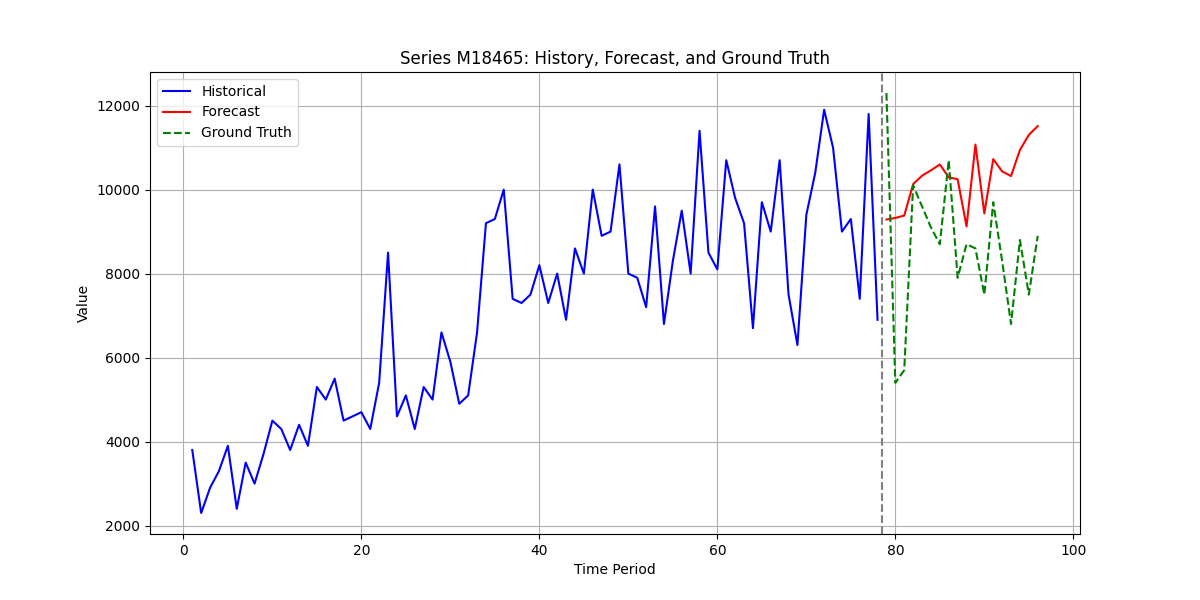 Series M18465: History, Forecast, and Ground Truth
Historical
Forecast
Ground Truth
12000
10000
8000
6000
4000
2000
Value
0
20
40
60
80
100
Time Period